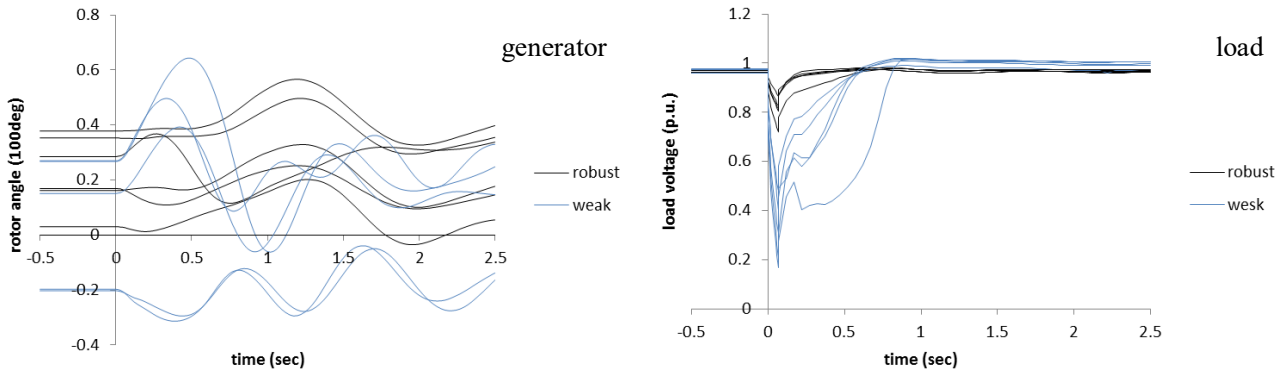 generator
rotor angle (100deg)
0.8
0.6
0.4
0.2
0
-0.2
-0.4
-0.5
0
0.5
1
1.5
2
2.5
time (sec)
robust
weak
load
load voltage (p.u.)
1.2
1
0.8
0.6
0.4
0.2
0
-0.5
0
0.5
1
1.5
2
2.5
time (sec)
robust
wesk